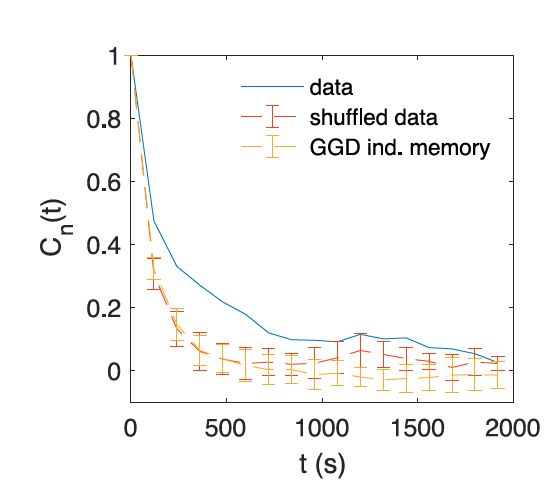 data
shuffled data
GGD ind. memory
1
0.8
0.6
0.4
0.2
0
Cn(t)
0 500 1000 1500 2000
t (s)